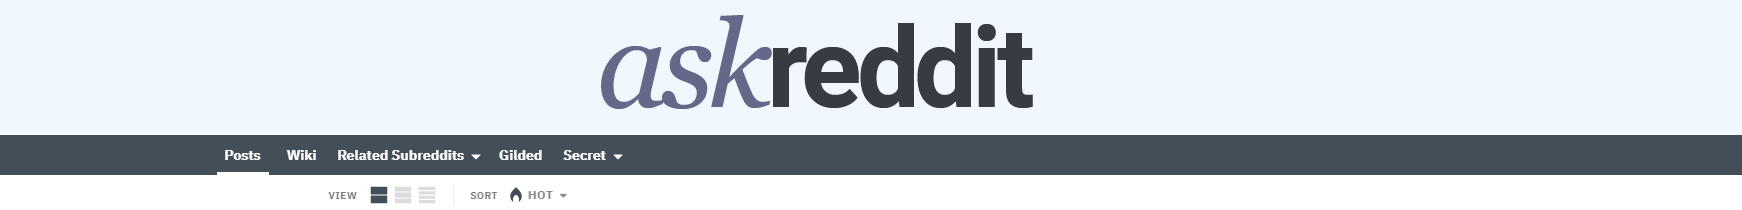 askreddit
Posts Wiki Related Subreddits Gilded Secret
VIEW SORT HOT